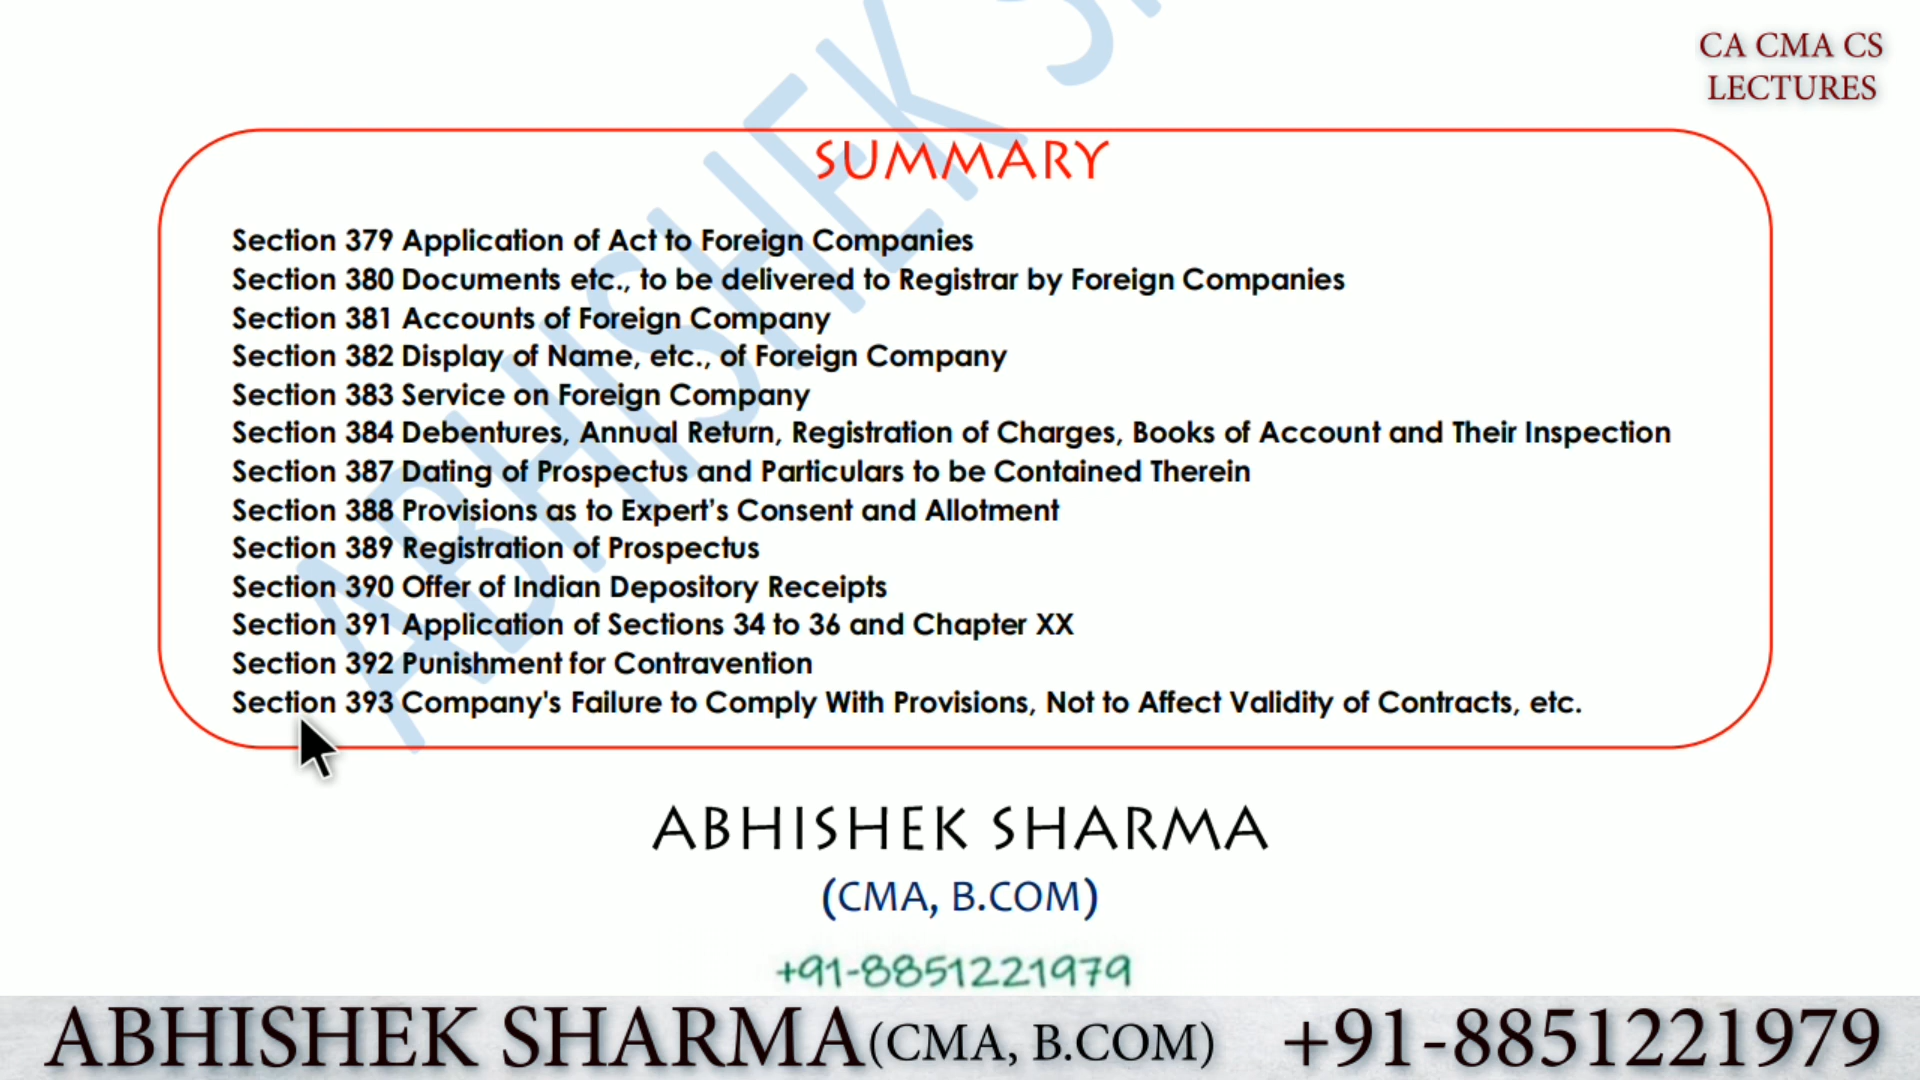 CA CMA CS
LECTURES
SUMMARY
Section 379 Application of Act to Foreign Companies
Section 380 Documents etc., to be delivered to Registrar by Foreign Companies
Section 381 Accounts of Foreign Company
Section 382 Display of Name, etc., of Foreign Company
Section 383 Service on Foreign Company
Section 384 Debentures, Annual Return, Registration of Charges, Books of Account and Their Inspection
Section 387 Dating of Prospectus and Particulars to be Contained Therein
Section 388 Provisions as to Expert’s Consent and Allotment
Section 389 Registration of Prospectus
Section 390 Offer of Indian Depository Receipts
Section 391 Application of Sections 34 to 36 and Chapter XX
Section 392 Punishment for Contravention
Section 393 Company's Failure to Comply With Provisions, Not to Affect Validity of Contracts, etc.
ABHISHEK S
ABHISHEK SHARMA
(CMA, B.COM)
+91-8851221979
ABHISHEK SHARMA (CMA, B.COM) +91-8851221979